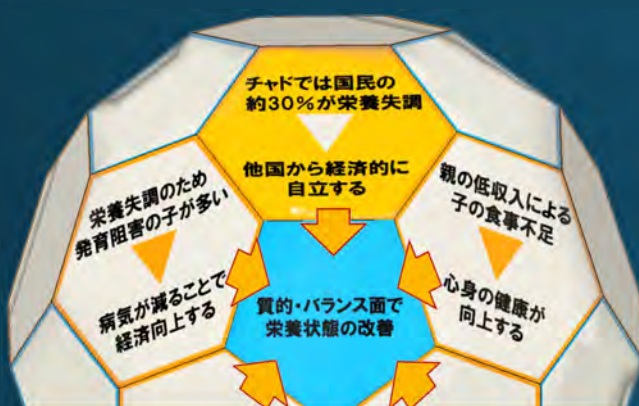 チャドでは国民の
約30%が栄養失調
他国から経済的に
自立する
栄養失調のため
発育阻害の子が多い
病気が減ることで
経済向上する
親の低収入による
子の食事不足
心身の健康が
向上する
質的・バランス面で
栄養状態の改善